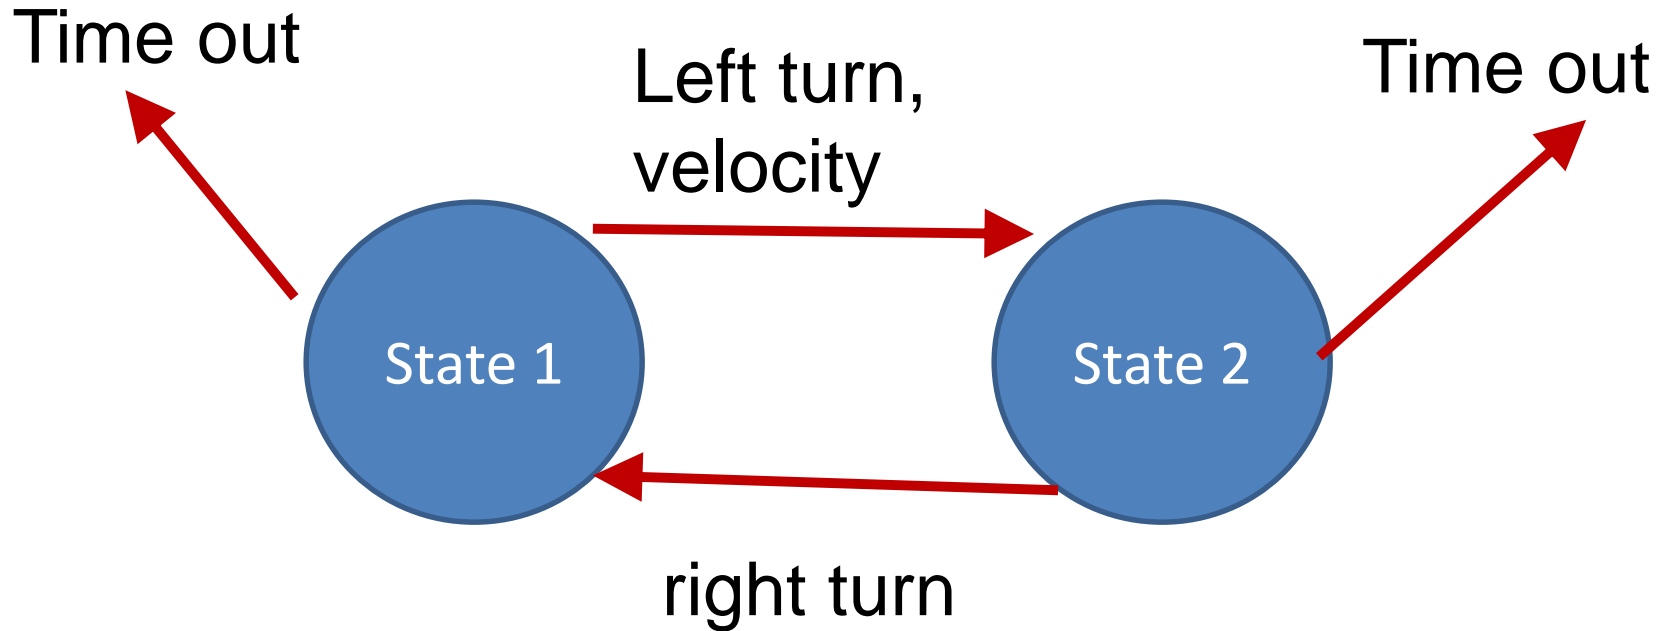 Time out
Left turn,
velocity
Time out
State 1
State 2
right turn